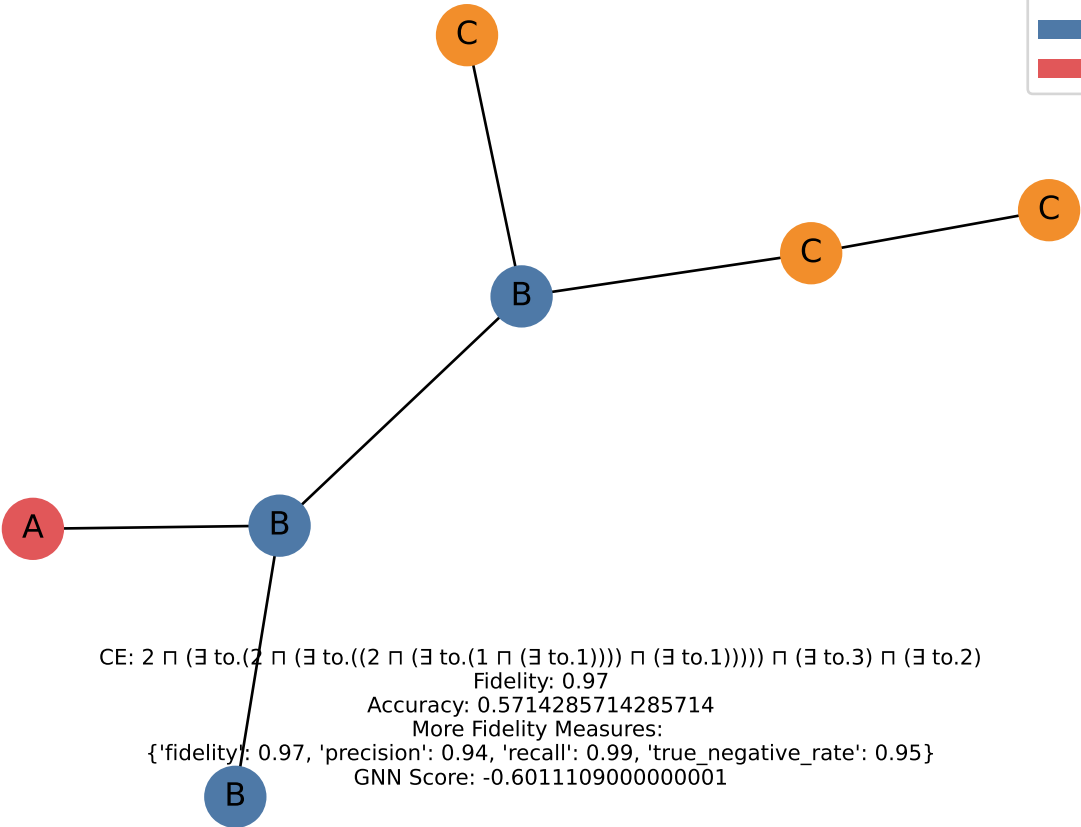 C
C
C
B
B
A
CE: 2 ⊓ (∃ to.(2 ⊓ (∃ to.((2 ⊓ (∃ to.(1 ⊓ (∃ to.1)))) ⊓ (∃ to.1))))) ⊓ (∃ to.3) ⊓ (∃ to.2)
Fidelity: 0.97
Accuracy: 0.5714285714285714
More Fidelity Measures:
{'fidelity': 0.97, 'precision': 0.94, 'recall': 0.99, 'true_negative_rate': 0.95}
GNN Score: -0.6011109000000001
B